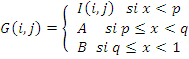 I(i,j) si x < p
G(i,j) = { A si p ≤ x < q
B si q ≤ x < 1